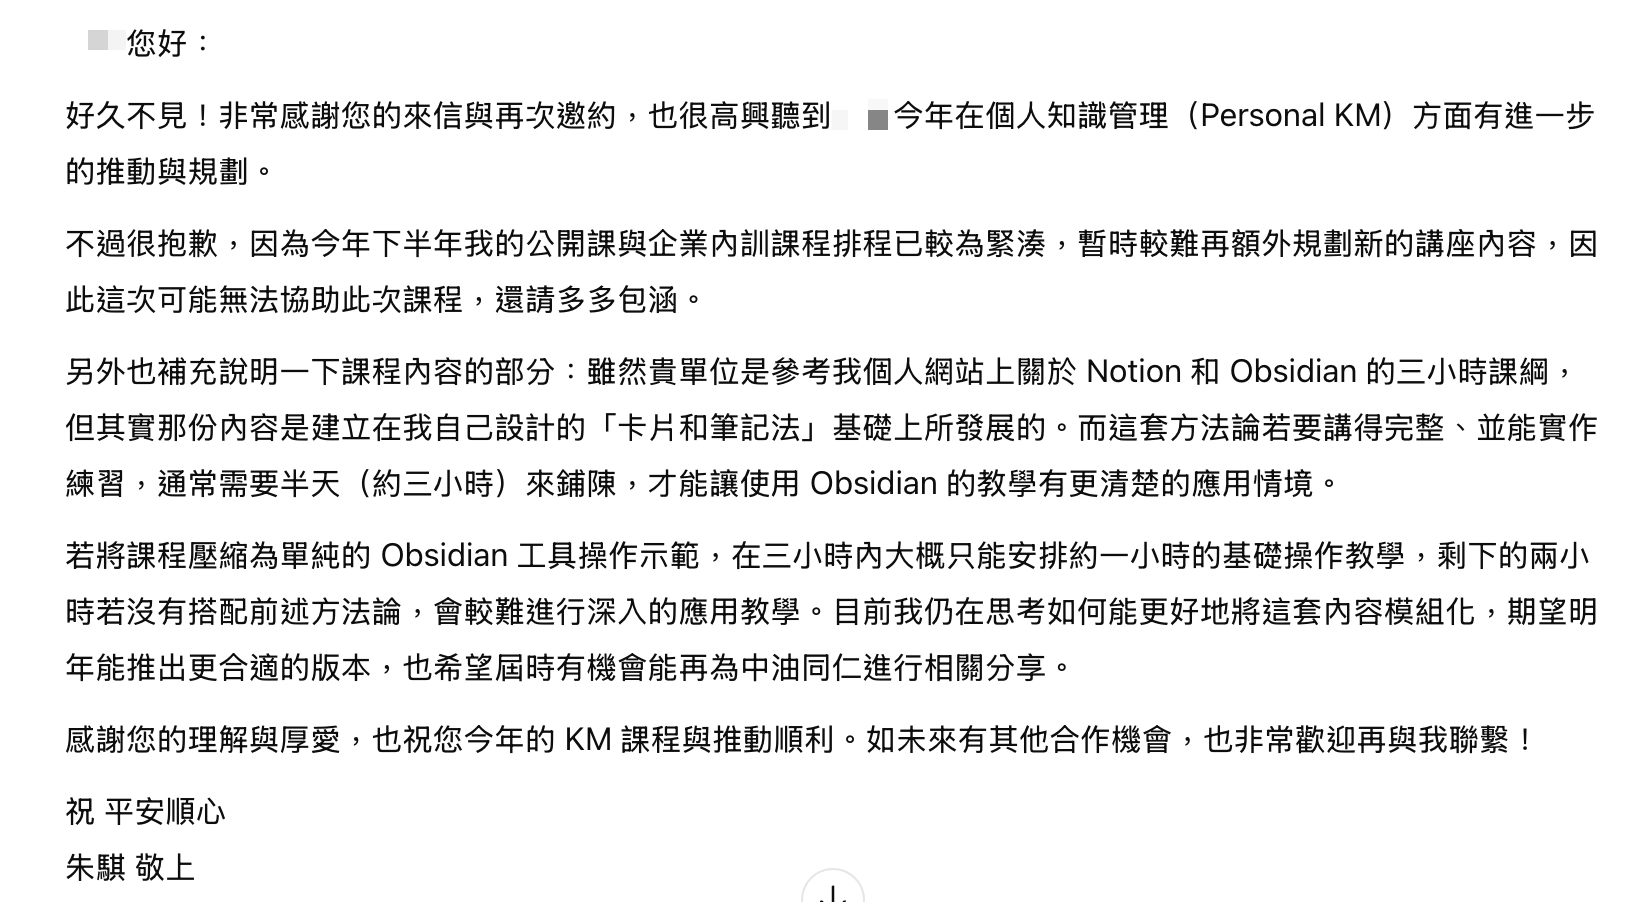 您好：
好久不見！非常感謝您的來信與再次邀約，也很高興聽到 今年在個人知識管理（Personal KM）方面有進一步
的推動與規劃。
不過很抱歉，因為今年下半年我的公開課與企業內訓課程排程已較為緊湊，暫時較難再額外規劃新的講座內容，因
此這次可能無法協助此次課程，還請多多包涵。
另外也補充說明一下課程內容的部分：雖然貴單位是參考我個人網站上關於 Notion 和 Obsidian 的三小時課綱，
但其實那份內容是建立在我自己設計的「卡片和筆記法」基礎上所發展的。而這套方法論若要講得完整、並能實作
練習，通常需要半天（約三小時）來鋪陳，才能讓使用 Obsidian 的教學有更清楚的應用情境。
若將課程壓縮為單純的 Obsidian 工具操作示範，在三小時內大概只能安排約一小時的基礎操作教學，剩下的兩小
時若沒有搭配前述方法論，會較難進行深入的應用教學。目前我仍在思考如何能更好地將這套內容模組化，期望明
年能推出更合適的版本，也希望屆時有機會能再為中油同仁進行相關分享。
感謝您的理解與厚愛，也祝您今年的 KM 課程與推動順利。如未來有其他合作機會，也非常歡迎再與我聯繫！
祝 平安順心
朱騏 敬上